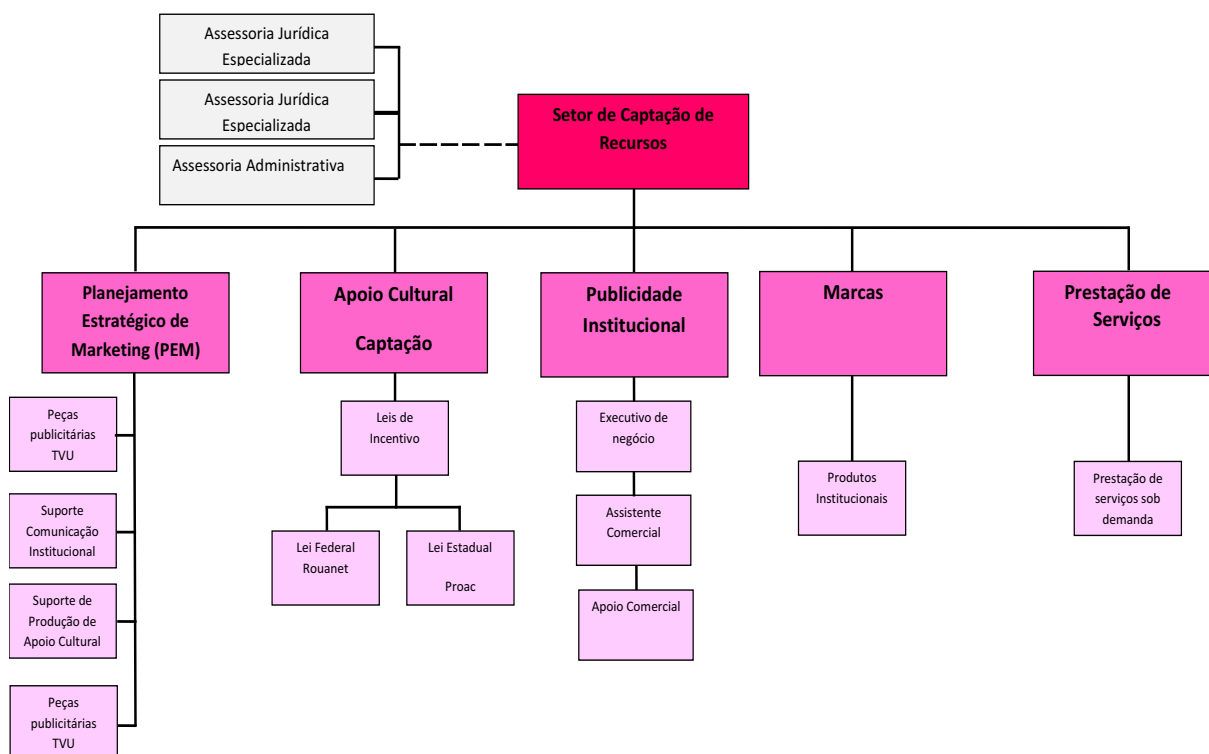 Assessoria Jurídica
Especializada
Assessoria Jurídica
Especializada
Assessoria Administrativa
Setor de Captação de
Recursos
Planejamento
Estratégico de
Marketing (PEM)
Apoio Cultural
Captação
Publicidade
Institucional
Marcas
Prestação de
Serviços
Peças
publicitárias
TVU
Suporte
Comunicação
Institucional
Suporte de
Produção de
Apoio Cultural
Peças
publicitárias
TVU
Leis de
Incentivo
Lei Federal
Rouanet
Lei Estadual
Proac
Executivo de
negócio
Assistente
Comercial
Apoio Comercial
Produtos
Institucionais
Prestação de
serviços sob
demanda